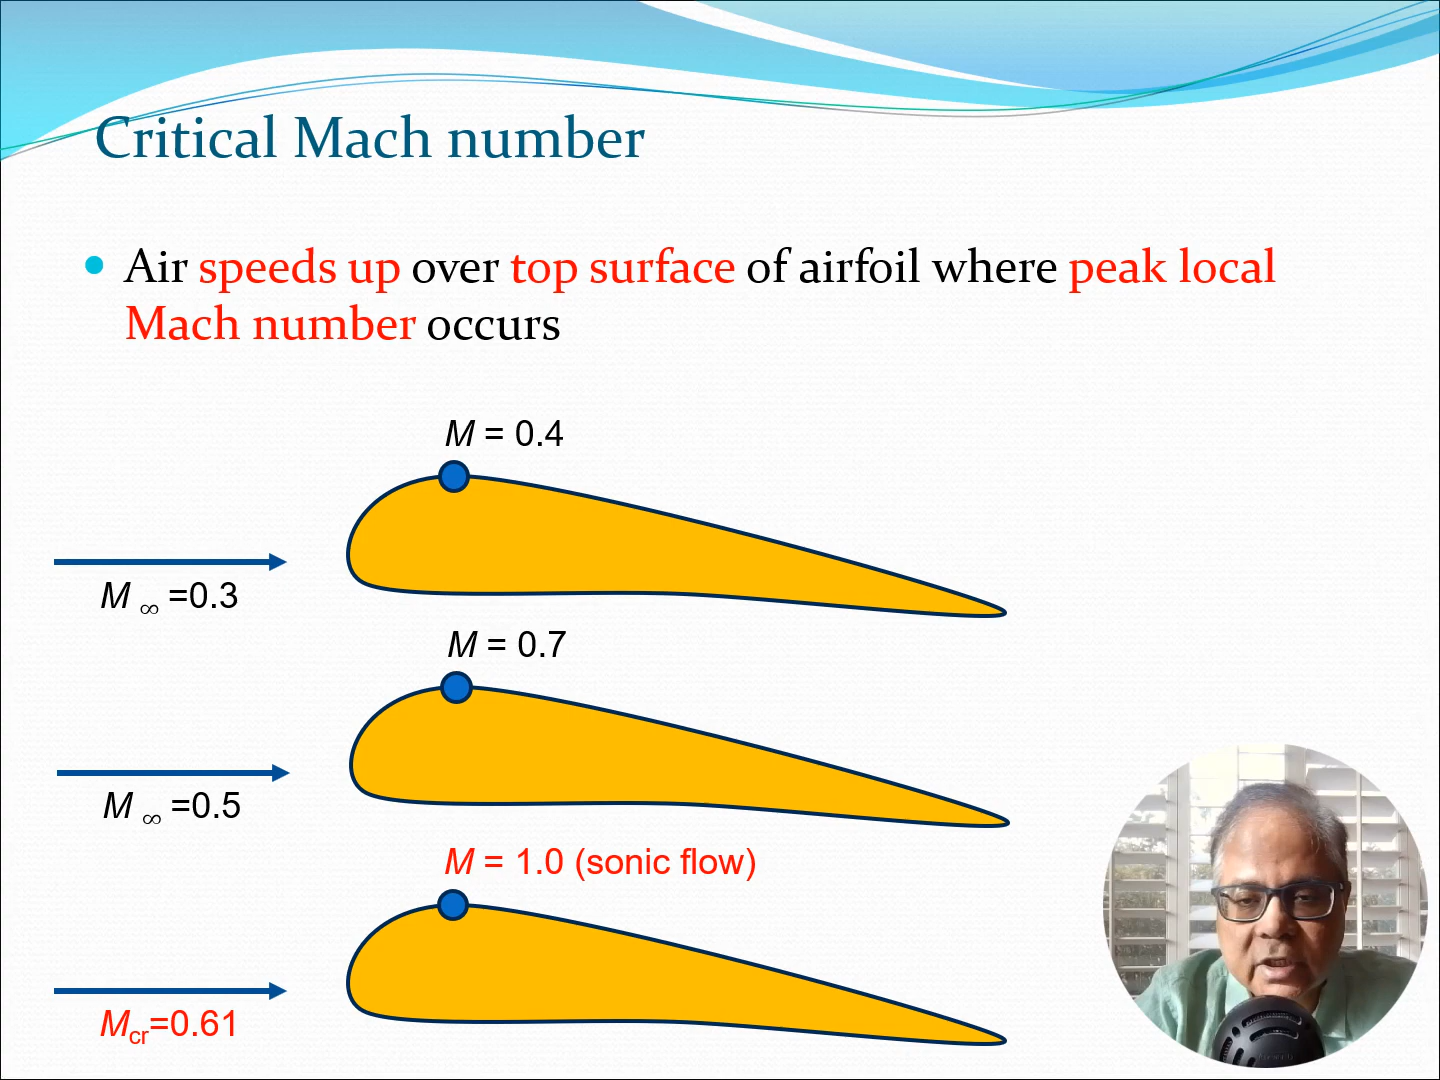 Critical Mach number
Air speeds up over top surface of airfoil where peak local
Mach number occurs
M = 0.4
M ∞ =0.3
M = 0.7
M ∞ =0.5
M = 1.0 (sonic flow)
Mcr=0.61